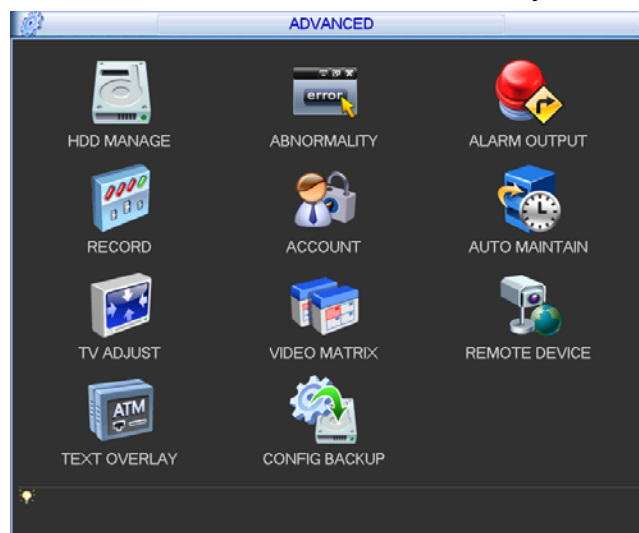 ADVANCED
error
HDD MANAGE ABNORMALITY ALARM OUTPUT
RECORD ACCOUNT AUTO MAINTAIN
TV ADJUST VIDEO MATRIX REMOTE DEVICE
ATM
TEXT OVERLAY CONFIG BACKUP